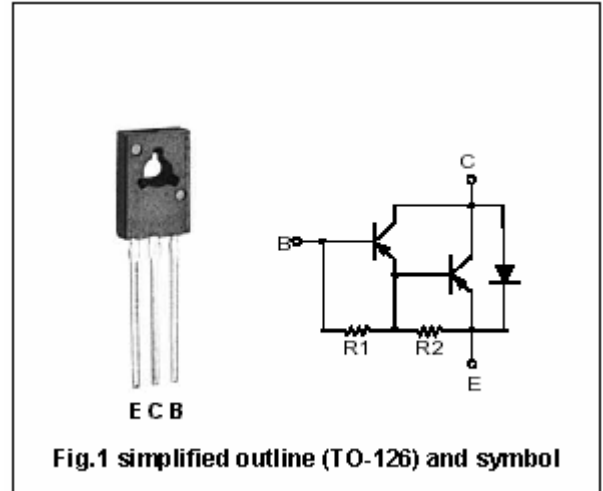 C
B
R1 R2
E
E C B
Fig.1 simplified outline (TO-126) and symbol